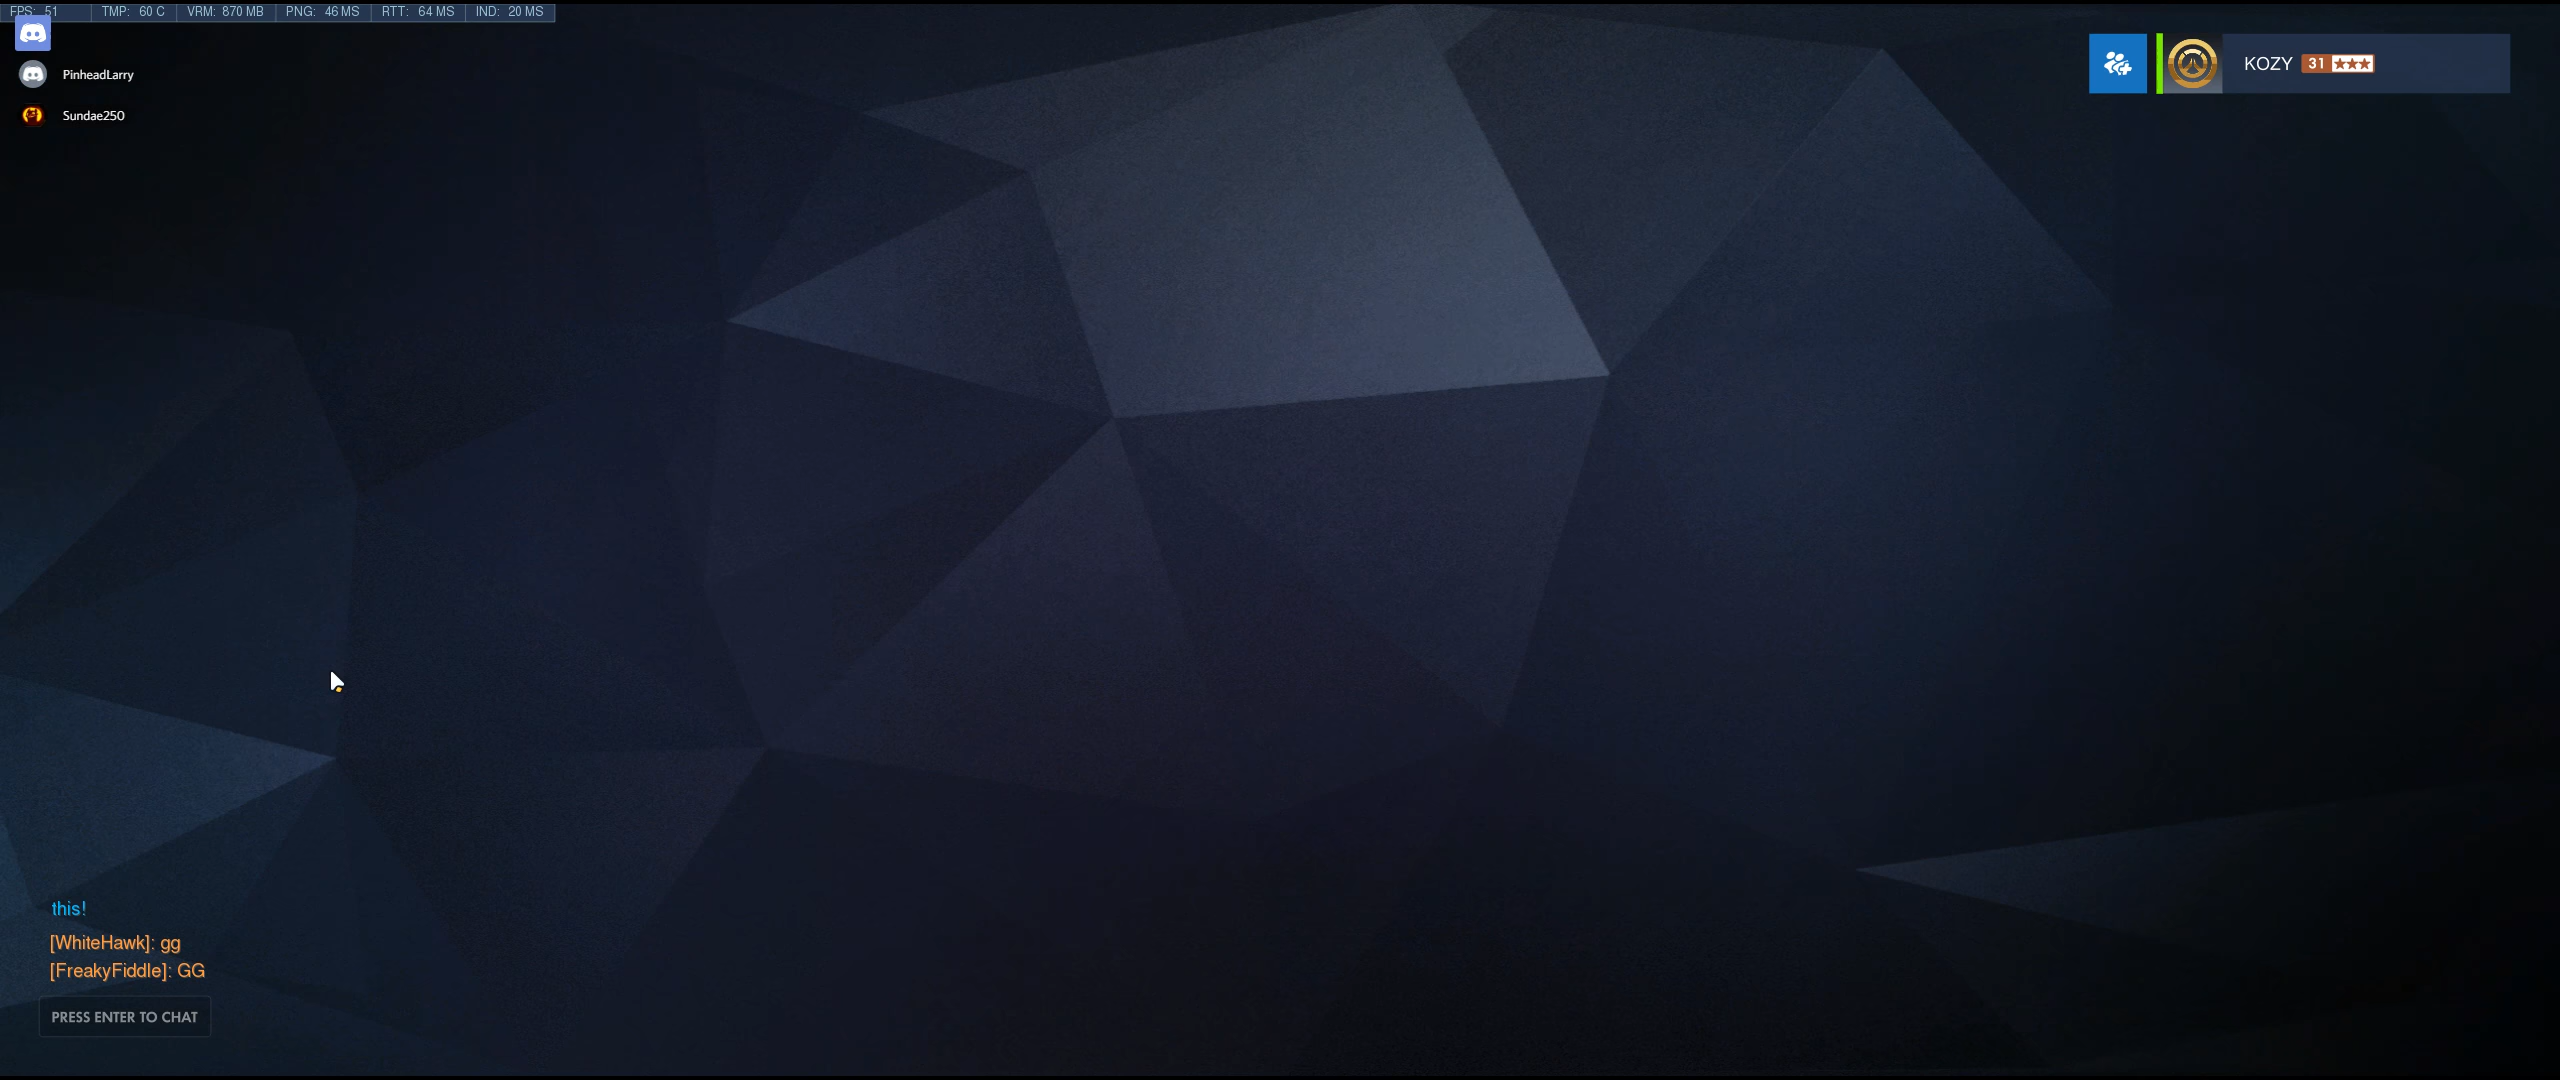 FPS: 51 TMP: 60 C VRM: 870 MB PNG: 46 MS RTT: 64 MS IND: 20 MS
PinheadLarry
Sundae250
KOZY 31
this!
[WhiteHawk]: gg
[FreakyFiddle]: GG
PRESS ENTER TO CHAT